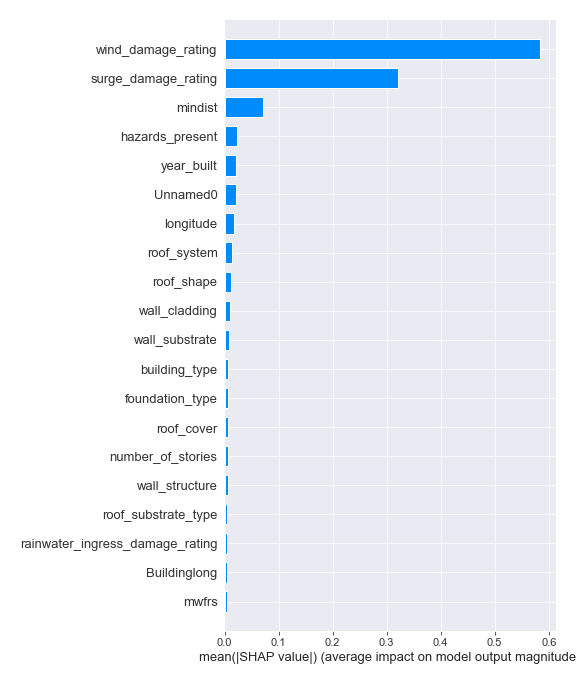 wind_damage_rating
surge_damage_rating
mindist
hazards_present
year_built
Unnamed0
longitude
roof_system
roof_shape
wall_cladding
wall_substrate
building_type
foundation_type
roof_cover
number_of_stories
wall_structure
roof_substrate_type
rainwater_ingress_damage_rating
Buildinglong
mwfrs
0.0 0.1 0.2 0.3 0.4 0.5 0.6
mean(|SHAP value|) (average impact on model output magnitude